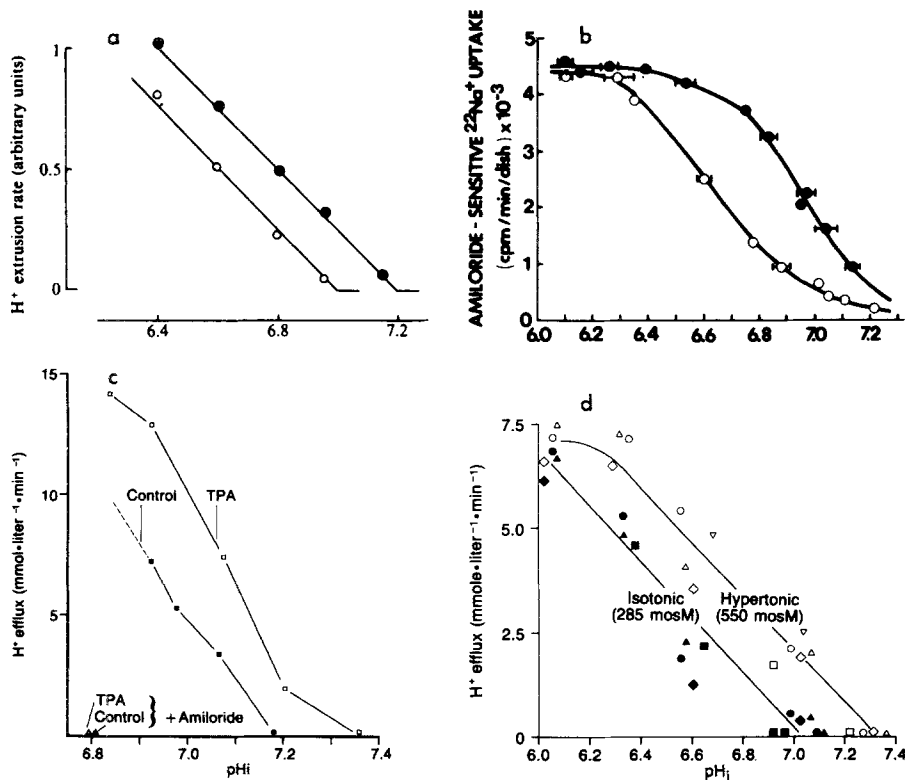 a
H⁺ extrusion rate (arbitrary units)
1
0.5
0
6.4 6.8 7.2
b
AMILORIDE - SENSITIVE ²²Na⁺ UPTAKE
(cpm/min/dish) x 10⁻³
5
4
3
2
1
0
6.0 6.2 6.4 6.6 6.8 7.0 7.2
c
H⁺ efflux (mmol•liter⁻¹•min⁻¹)
15
10
5
Control
TPA
TPA
Control } + Amiloride
6.8 7.0 7.2 7.4
pHi
d
H⁺ efflux (mmole•liter⁻¹•min⁻¹)
7.5
5.0
2.5
0
Isotonic
(285 mosM)
Hypertonic
(550 mosM)
6.0 6.2 6.4 6.6 6.8 7.0 7.2 7.4
pHᵢ